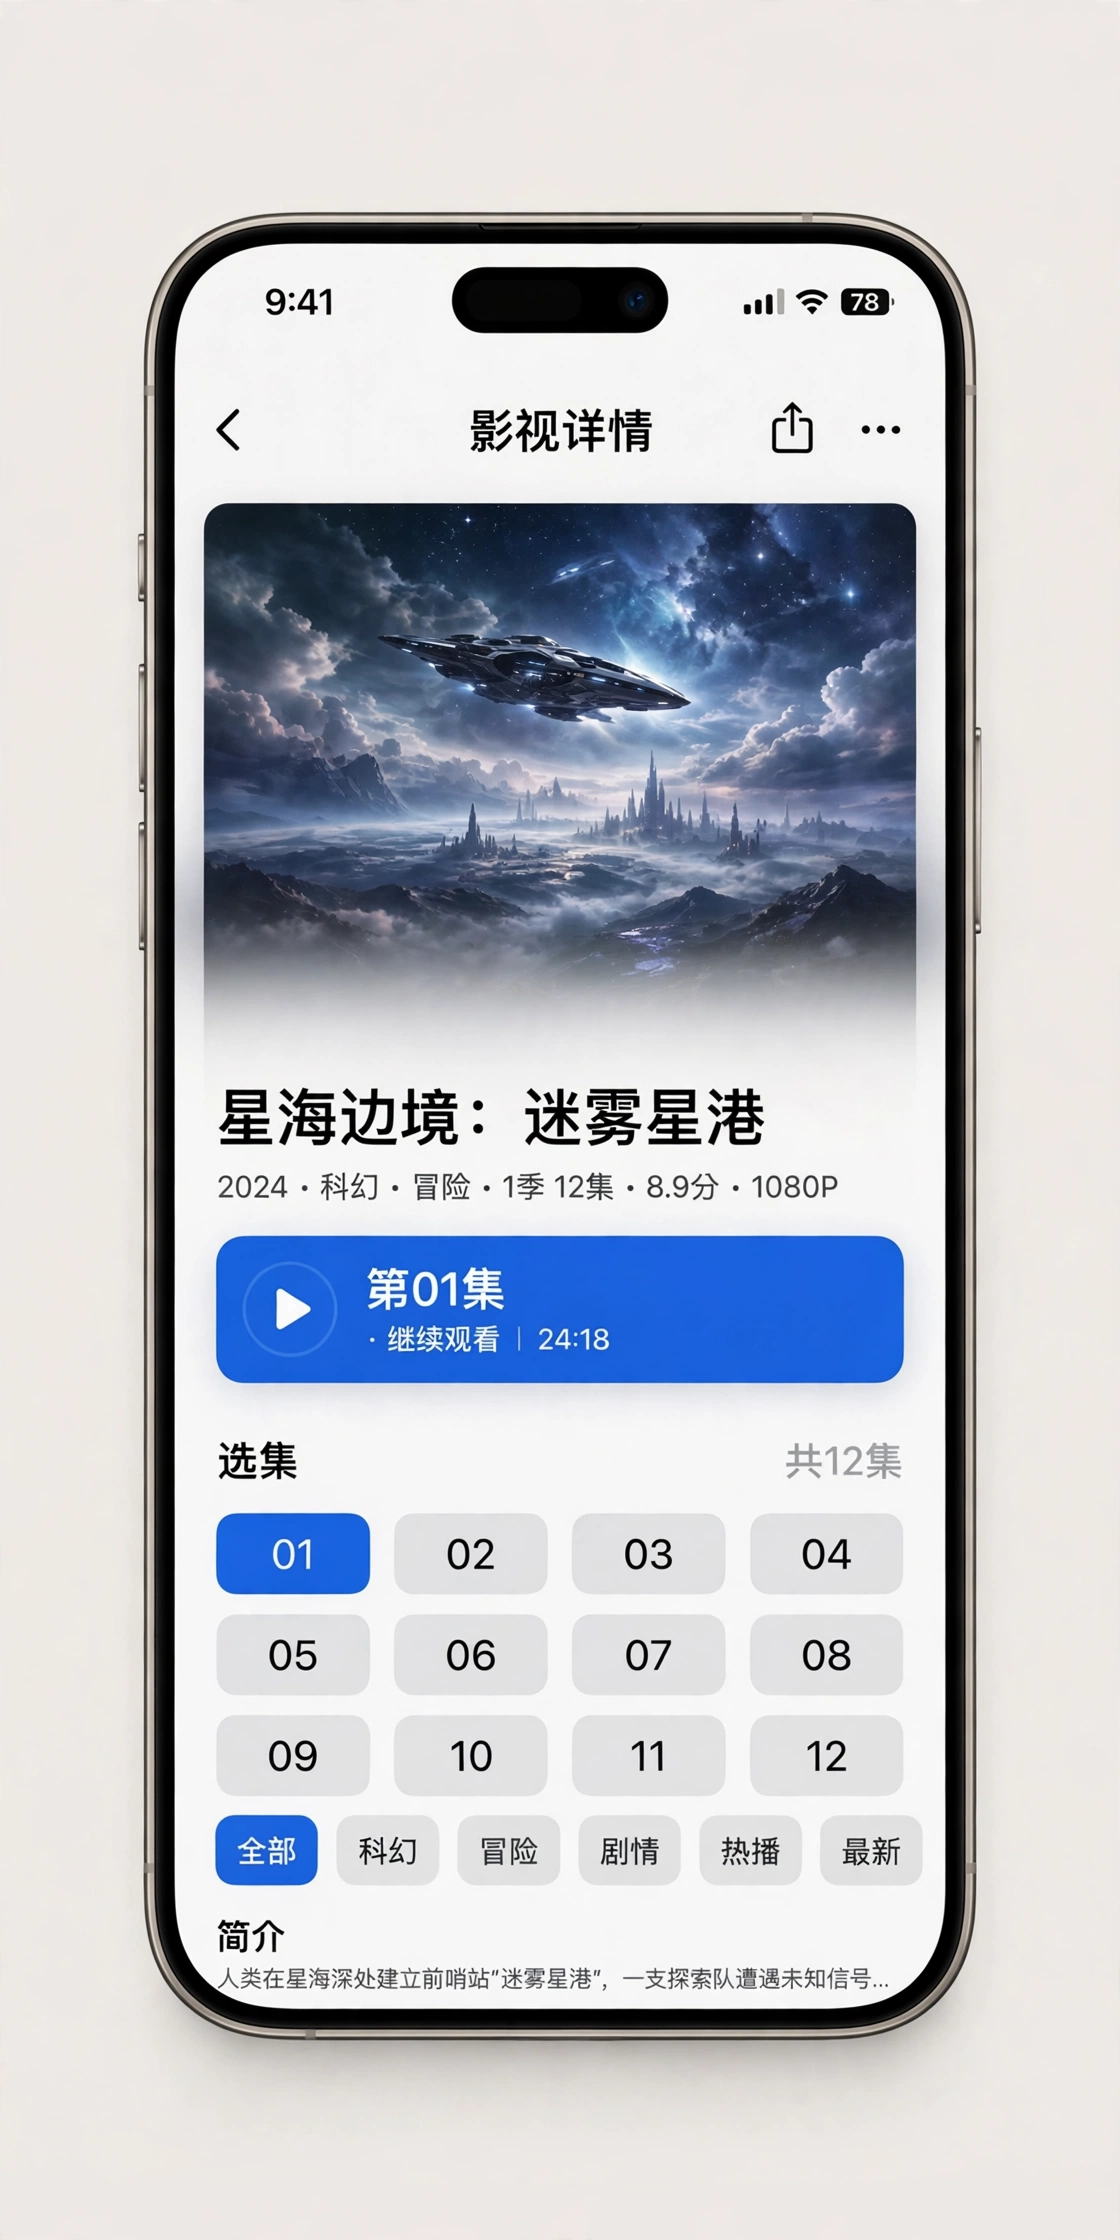 9:41
78
影视详情
星海边境：迷雾星港
2024 · 科幻 · 冒险 · 1季 12集 · 8.9分 · 1080P
第01集
· 继续观看 | 24:18
选集 共12集
01 02 03 04
05 06 07 08
09 10 11 12
全部 科幻 冒险 剧情 热播 最新
简介
人类在星海深处建立前哨站"迷雾星港"，一支探索队遭遇未知信号...